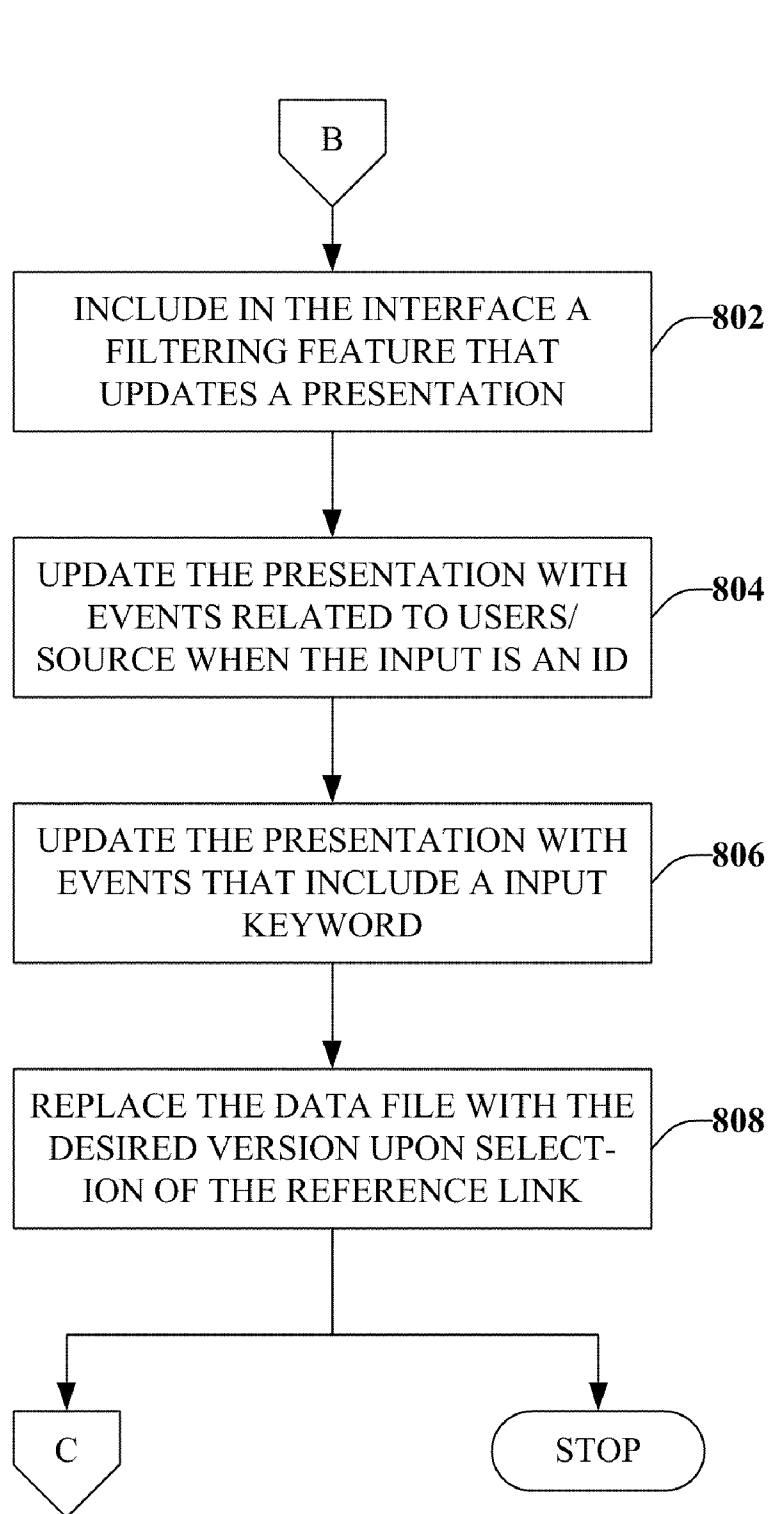 B
INCLUDE IN THE INTERFACE A
FILTERING FEATURE THAT
UPDATES A PRESENTATION
802
UPDATE THE PRESENTATION WITH
EVENTS RELATED TO USERS/
SOURCE WHEN THE INPUT IS AN ID
804
UPDATE THE PRESENTATION WITH
EVENTS THAT INCLUDE A INPUT
KEYWORD
806
REPLACE THE DATA FILE WITH THE
DESIRED VERSION UPON SELECT-
ION OF THE REFERENCE LINK
808
C
STOP